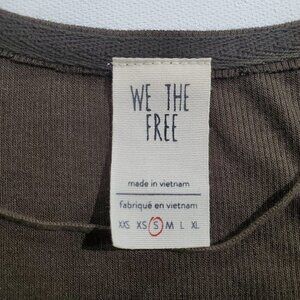 WE THE
FREE
made in vietnam
fabriqué en vietnam
XXS XS S M L XL